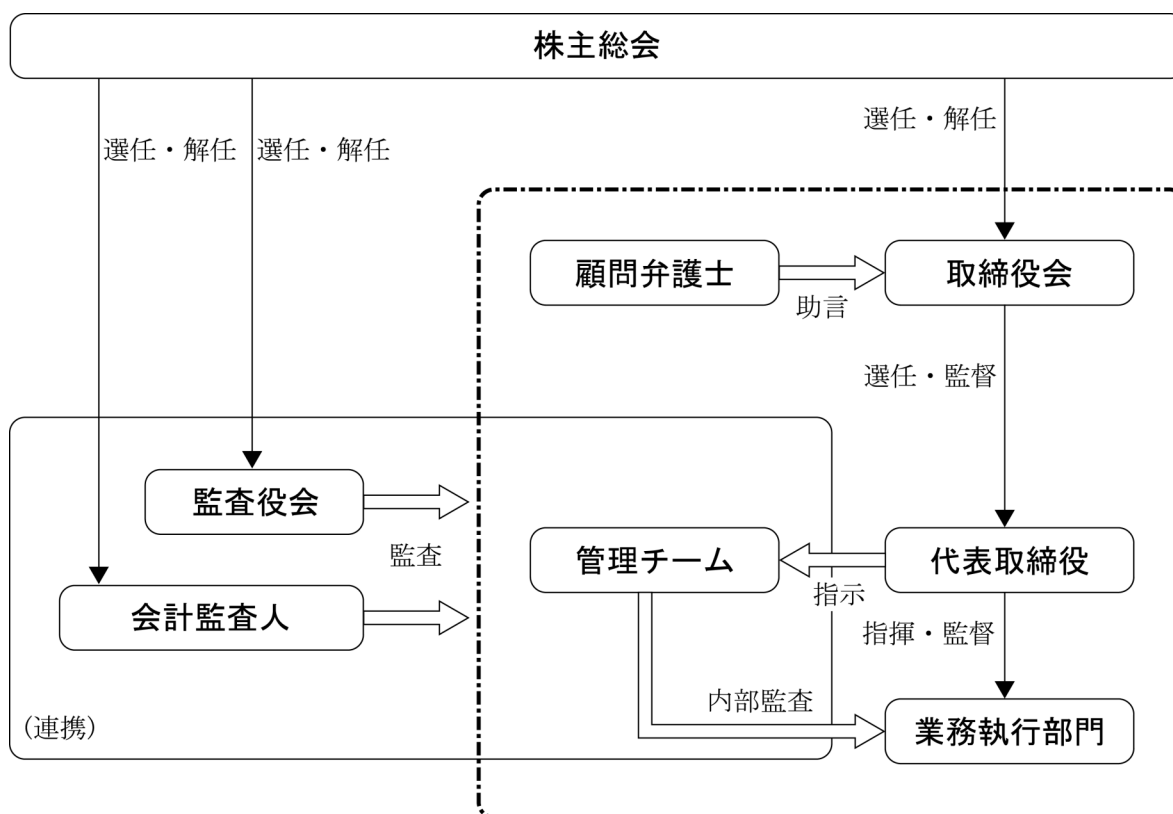 株主総会
選任・解任
選任・解任
選任・解任
顧問弁護士
助言
取締役会
選任・監督
監査役会
監査
会計監査人
管理チーム
指示
代表取締役
指揮・監督
内部監査
業務執行部門
(連携)